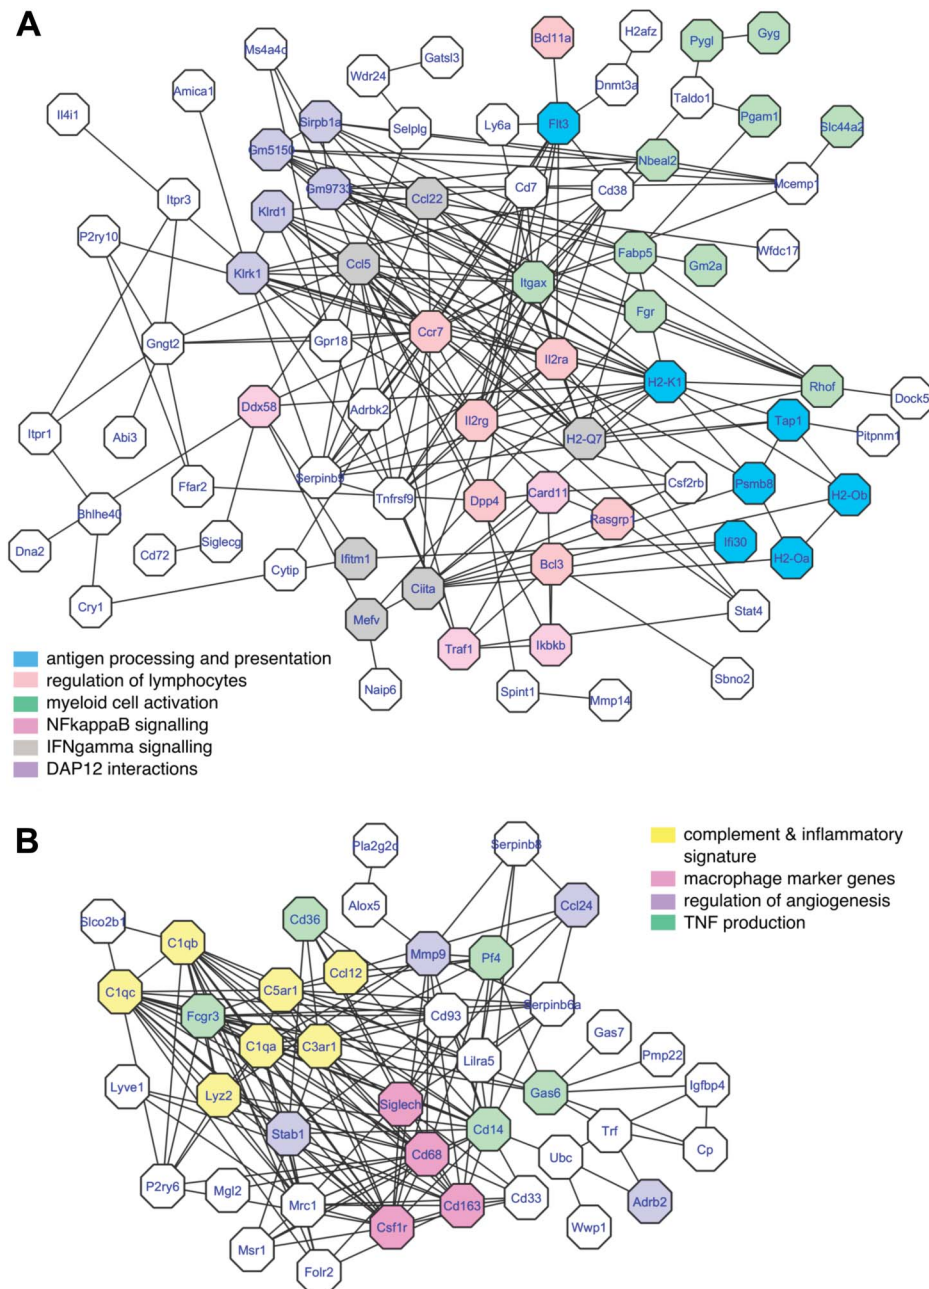 A
Ms4a4c
Bcl11a
H2afz
Pygl
Gyg
Wdr24
Gatsl3
Amica1
Dnmt3a
Taldo1
Il4i1
Sirpb1a
Selplg
Ly6a
Flt3
Pgam1
Slc44a2
Gm5150
Nbeal2
Gm9733
Ccl22
Cd7
Cd38
Mcemp1
Itpr3
Klrd1
P2ry10
Fabp5
Wfdc17
Klrk1
Ccl5
Itgax
Gm2a
Fgr
Ccr7
Gngt2
Gpr18
Il2ra
H2-K1
Rhof
Dock5
Ddx58
Adrbk2
Il2rg
Tap1
Itpr1
Abi3
H2-Q7
Pitpnm1
Serpinb9
Ffar2
Tnfrsf9
Dpp4
Card11
Csf2rb
Psmb8
H2-Ob
Bhlhe40
Rasgrp1
Dna2
Cd72
Siglecg
Ifitm1
Ifi30
H2-Oa
Cytip
Ciita
Bcl3
Cry1
Mefv
Stat4
Traf1
Ikbkb
Naip6
Spint1
Mmp14
Sbno2
antigen processing and presentation
regulation of lymphocytes
myeloid cell activation
NFkappaB signalling
IFNgamma signalling
DAP12 interactions
B
Pla2g2d
Serpinb8
complement & inflammatory
signature
macrophage marker genes
regulation of angiogenesis
TNF production
Alox5
Ccl24
Slco2b1
Cd36
C1qb
Mmp9
Pf4
Ccl12
C1qc
C5ar1
Serpinb6a
Fcgr3
Cd93
Gas7
C1qa
C3ar1
Lilra5
Pmp22
Lyve1
Lyz2
Siglech
Gas6
Igfbp4
Stab1
Cd14
Trf
Cp
Cd68
Ubc
P2ry6
Mgl2
Mrc1
Cd163
Cd33
Adrb2
Csf1r
Wwp1
Msr1
Folr2